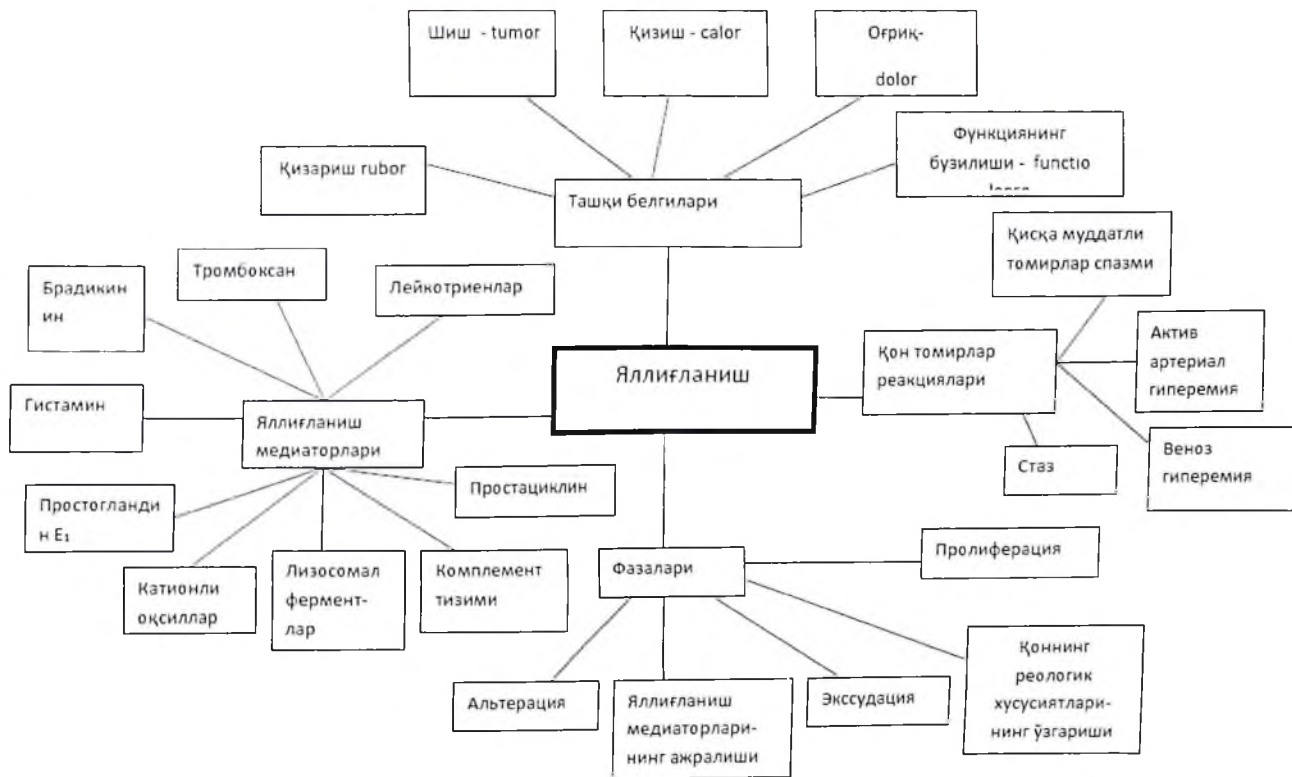 Шиш - tumor
Қизиш - calor
Оғриқ-
dolor
Қизариш rubor
Функциянинг
бузилиши - functio
Ташқи белгилари
Қисқа муддатли
томирлар спазми
Брадикин
ин
Тромбоксан
Лейкотриенлар
Яллиғланиш
Қон томирлар
реакциялари
Актив
артериал
гиперемия
Гистамин
Яллиғланиш
медиаторлари
Стаз
Веноз
гиперемия
Простогланди
н Е₁
Простациклин
Катионли
оқсиллар
Лизосомал
фермент-
лар
Комплемент
тизими
Фазалари
Пролиферация
Альтерация
Яллиғланиш
медиаторлари-
нинг ажралиши
Экссудация
Қоннинг
реологик
хусусиятлари-
нинг ўзгариши